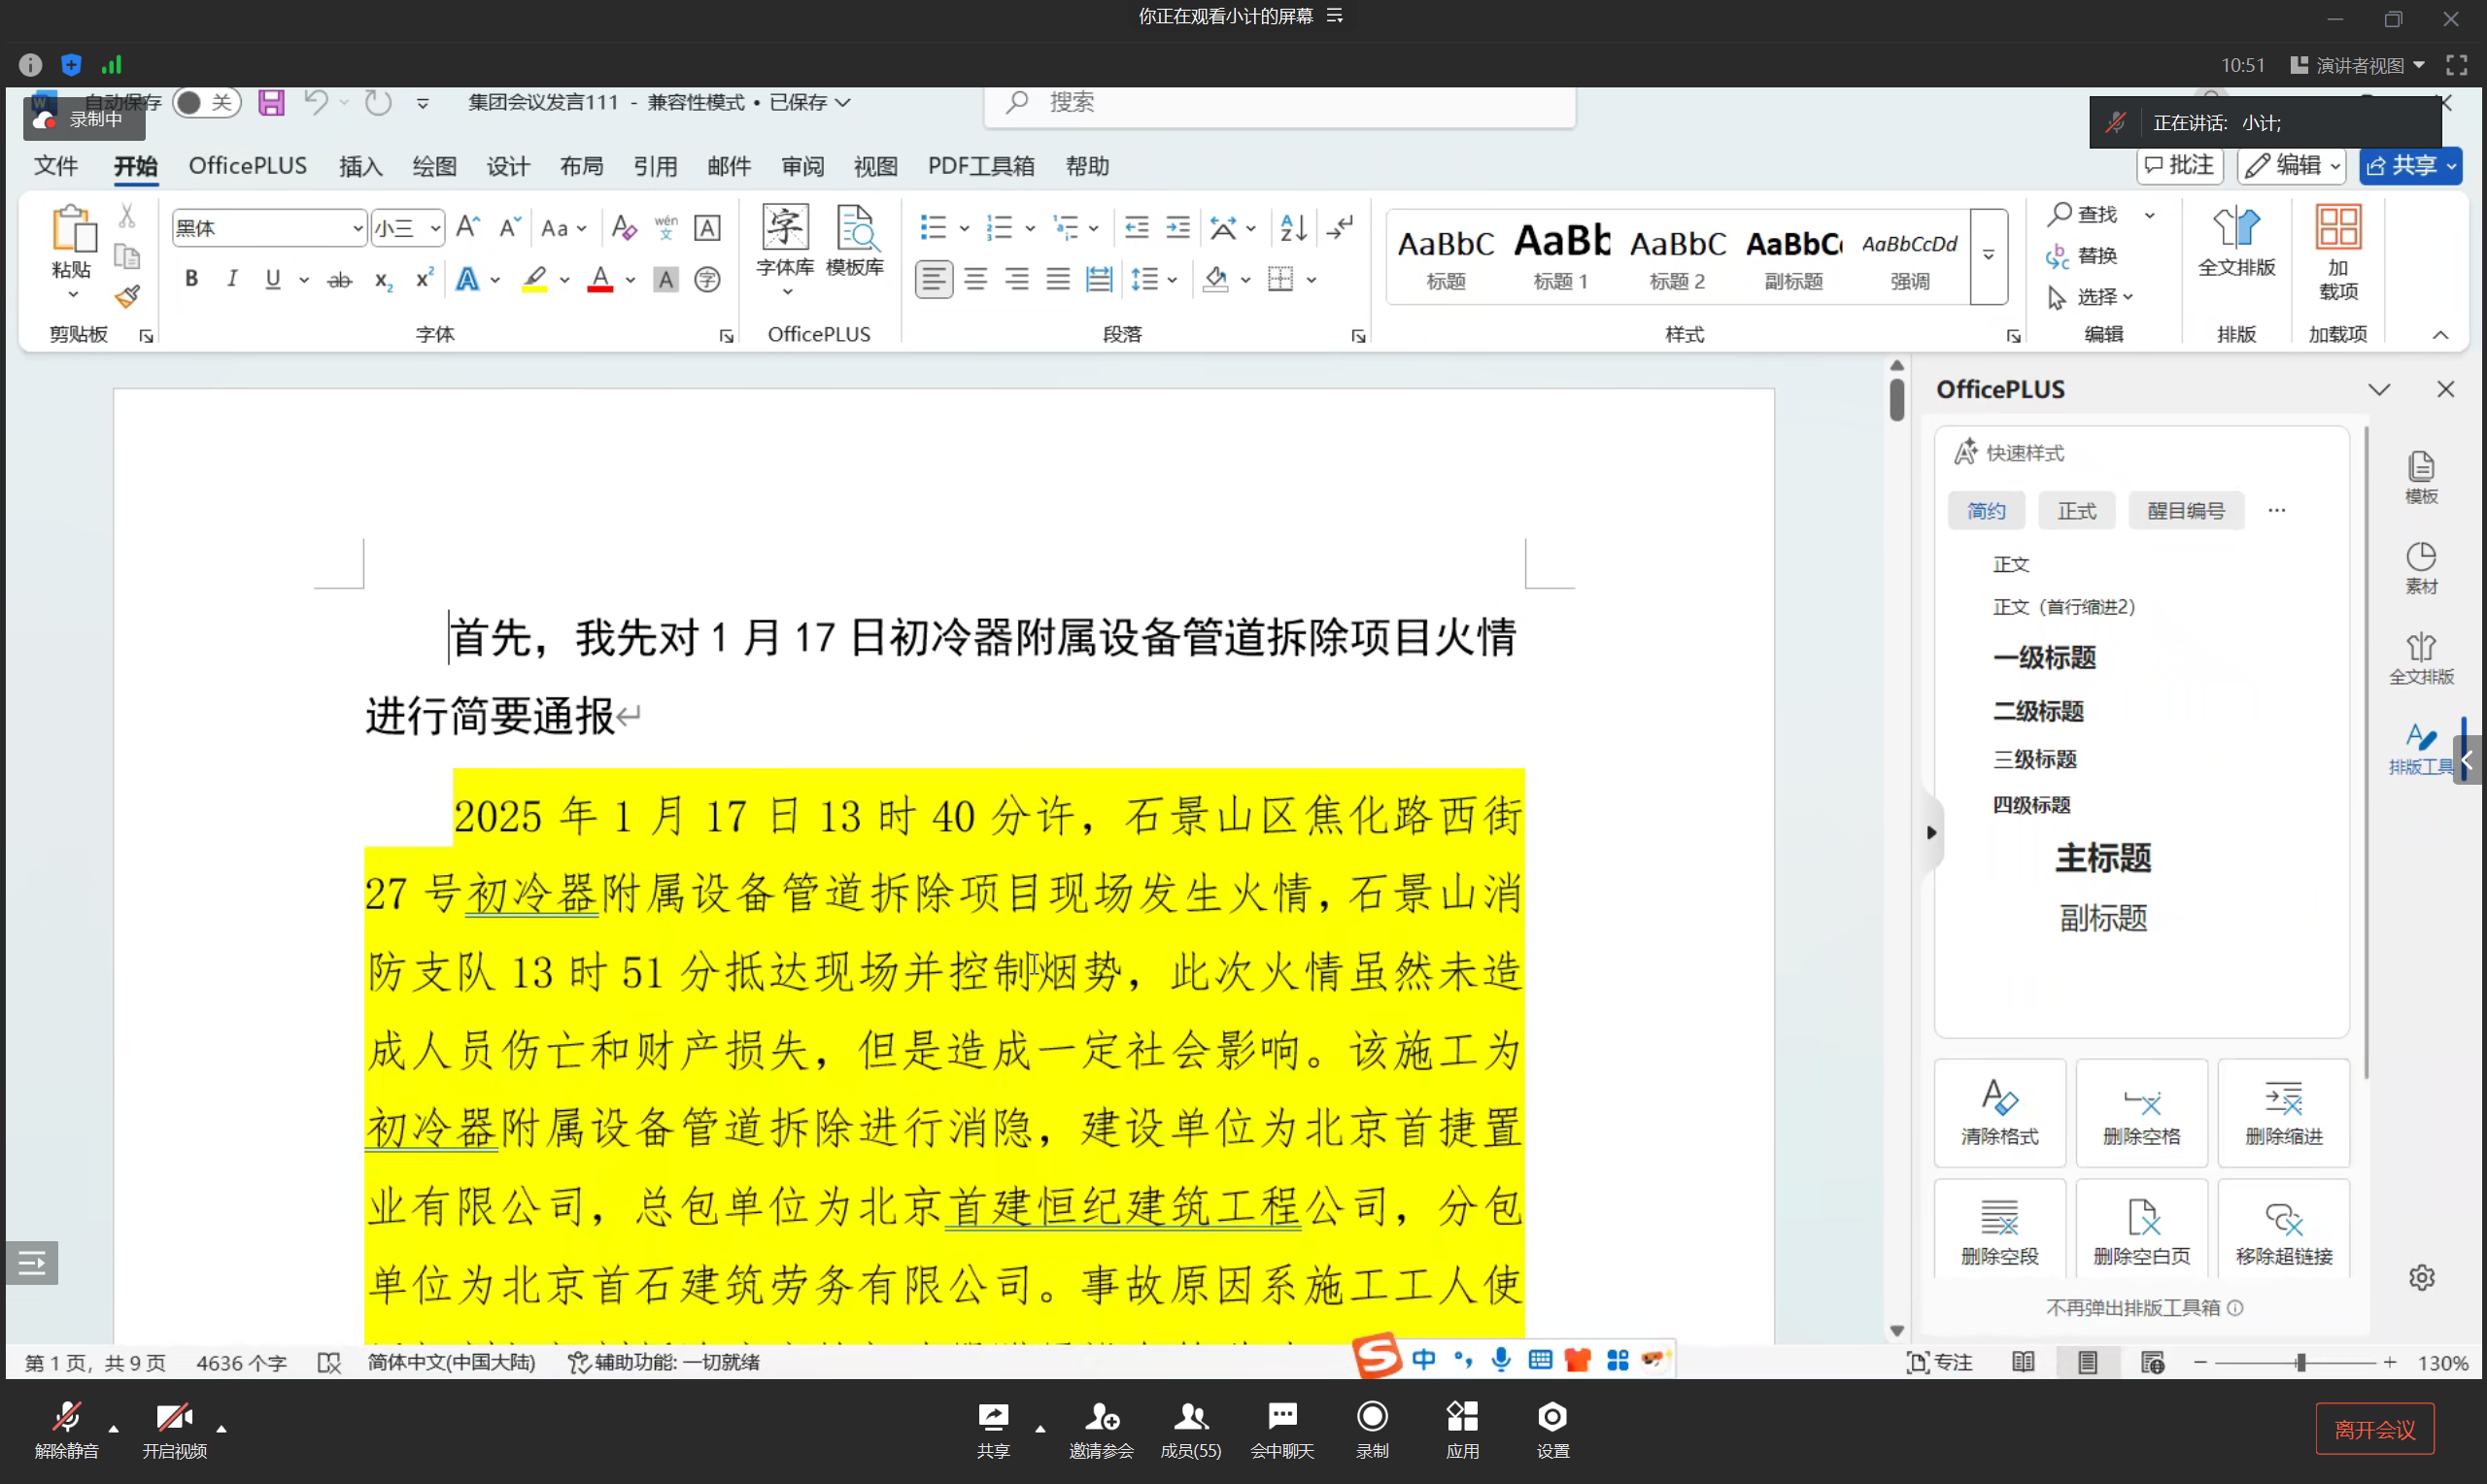 你正在观看小计的屏幕
10:51
演讲者视图
录制中
自动保存
关
集团会议发言111 - 兼容性模式 • 已保存
搜索
正在讲话: 小计;
文件
开始
OfficePLUS
插入
绘图
设计
布局
引用
邮件
审阅
视图
PDF工具箱
帮助
批注
编辑
共享
粘贴
剪贴板
黑体
小三
字体
字体库
模板库
OfficePLUS
段落
AaBbC
标题
AaBb
标题 1
AaBbC
标题 2
AaBbC
副标题
AaBbCcDd
强调
样式
查找
替换
选择
编辑
全文排版
排版
加
载项
加载项
首先，我先对 1 月 17 日初冷器附属设备管道拆除项目火情
进行简要通报
2025 年 1 月 17 日 13 时 40 分许，石景山区焦化路西街
27 号初冷器附属设备管道拆除项目现场发生火情，石景山消
防支队 13 时 51 分抵达现场并控制烟势，此次火情虽然未造
成人员伤亡和财产损失，但是造成一定社会影响。该施工为
初冷器附属设备管道拆除进行消隐，建设单位为北京首捷置
业有限公司，总包单位为北京首建恒纪建筑工程公司，分包
单位为北京首石建筑劳务有限公司。事故原因系施工工人使
OfficePLUS
快速样式
简约
正式
醒目编号
正文
正文（首行缩进2）
一级标题
二级标题
三级标题
四级标题
主标题
副标题
清除格式
删除空格
删除缩进
删除空段
删除空白页
移除超链接
不再弹出排版工具箱
模板
素材
全文排版
排版工具
第 1 页，共 9 页
4636 个字
简体中文(中国大陆)
辅助功能: 一切就绪
中
专注
130%
解除静音
开启视频
共享
邀请参会
成员(55)
会中聊天
录制
应用
设置
离开会议